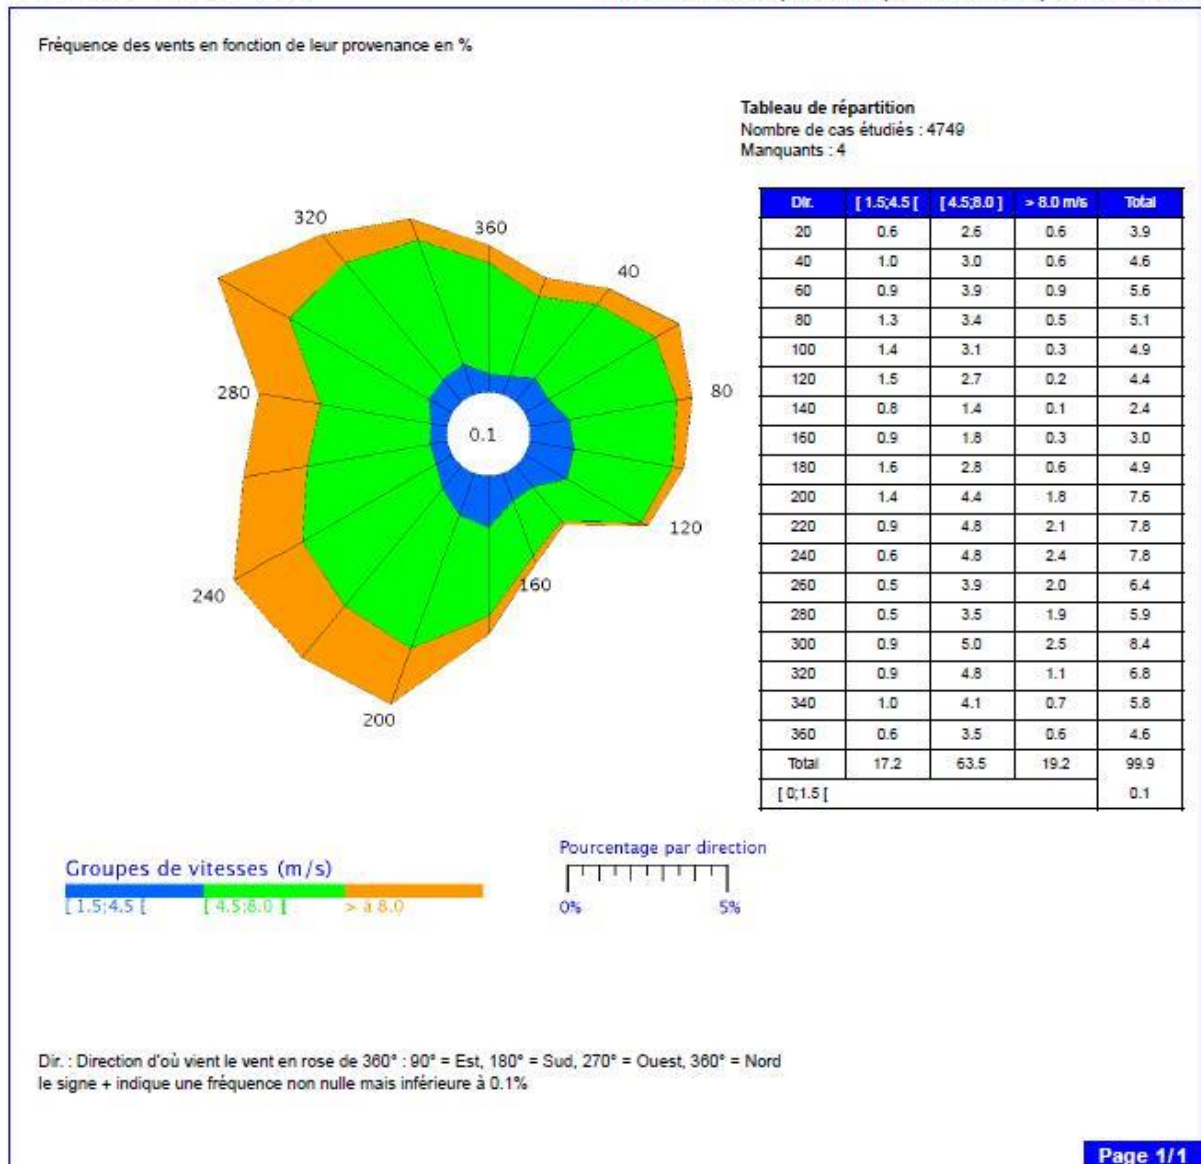 Fréquence des vents en fonction de leur provenance en %
Tableau de répartition
Nombre de cas étudiés : 4749
Manquants : 4
Dir. [ 1.5;4.5 [ [ 4.5;8.0 ] > 8.0 m/s Total
20 0.6 2.6 0.6 3.9
40 1.0 3.0 0.6 4.6
60 0.9 3.9 0.9 5.6
80 1.3 3.4 0.5 5.1
100 1.4 3.1 0.3 4.9
120 1.5 2.7 0.2 4.4
140 0.8 1.4 0.1 2.4
160 0.9 1.8 0.3 3.0
180 1.6 2.8 0.6 4.9
200 1.4 4.4 1.8 7.6
220 0.9 4.8 2.1 7.8
240 0.6 4.8 2.4 7.8
260 0.5 3.9 2.0 6.4
280 0.5 3.5 1.9 5.9
300 0.9 5.0 2.5 8.4
320 0.9 4.8 1.1 6.8
340 1.0 4.1 0.7 5.8
360 0.6 3.5 0.6 4.6
Total 17.2 63.5 19.2 99.9
[ 0;1.5 [ 0.1
320
360
40
280
80
0.1
120
240
160
200
Groupes de vitesses (m/s)
[ 1.5;4.5 [ [ 4.5;8.0 ] > à 8.0
Pourcentage par direction
0% 5%
Dir. : Direction d'où vient le vent en rose de 360° : 90° = Est, 180° = Sud, 270° = Ouest, 360° = Nord
le signe + indique une fréquence non nulle mais inférieure à 0.1%
Page 1/1